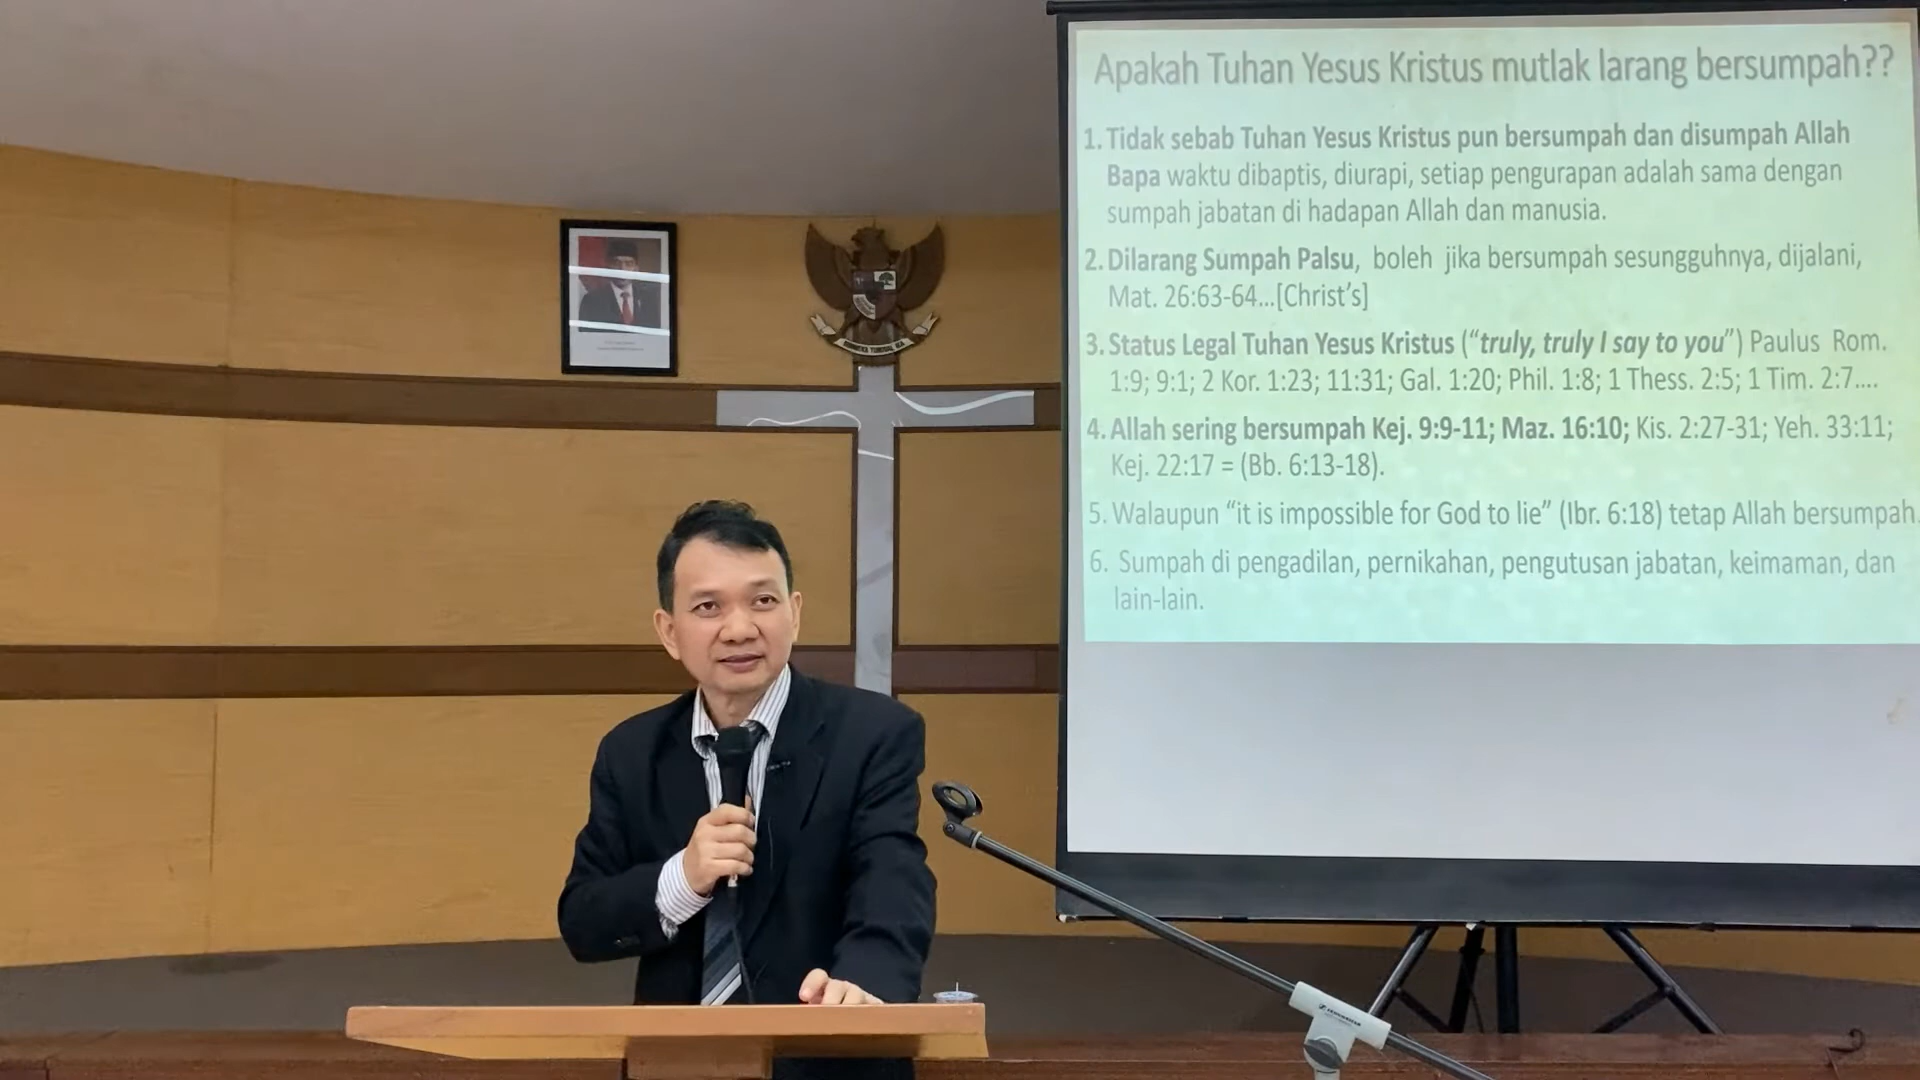 Apakah Tuhan Yesus Kristus mutlak larang bersumpah??
1. Tidak sebab Tuhan Yesus Kristus pun bersumpah dan disumpah Allah
Bapa waktu dibaptis, diurapi, setiap pengurapan adalah sama dengan
sumpah jabatan di hadapan Allah dan manusia.
2. Dilarang Sumpah Palsu, boleh jika bersumpah sesungguhnya, dijalani,
Mat. 26:63-64...[Christ's]
3. Status Legal Tuhan Yesus Kristus ("truly, truly I say to you") Paulus Rom.
1:9; 9:1; 2 Kor. 1:23; 11:31; Gal. 1:20; Phil. 1:8; 1 Thess. 2:5; 1 Tim. 2:7....
4. Allah sering bersumpah Kej. 9:9-11; Maz. 16:10; Kis. 2:27-31; Yeh. 33:11;
Kej. 22:17 = (Bb. 6:13-18).
5. Walaupun "it is impossible for God to lie" (Ibr. 6:18) tetap Allah bersumpah
6. Sumpah di pengadilan, pernikahan, pengutusan jabatan, keimaman, dan
lain-lain.